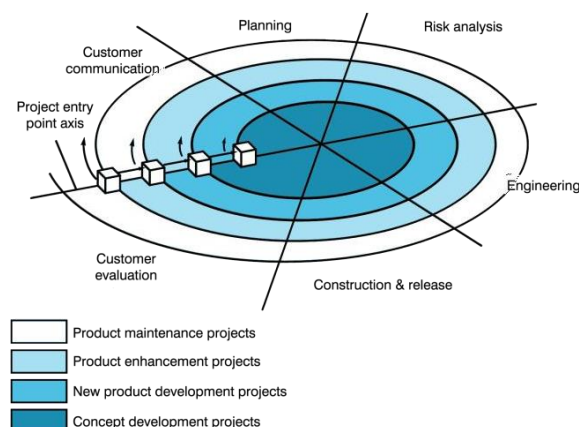 Planning
Risk analysis
Customer
communication
Project entry
point axis
Engineering
Customer
evaluation
Construction & release
Product maintenance projects
Product enhancement projects
New product development projects
Concept development projects